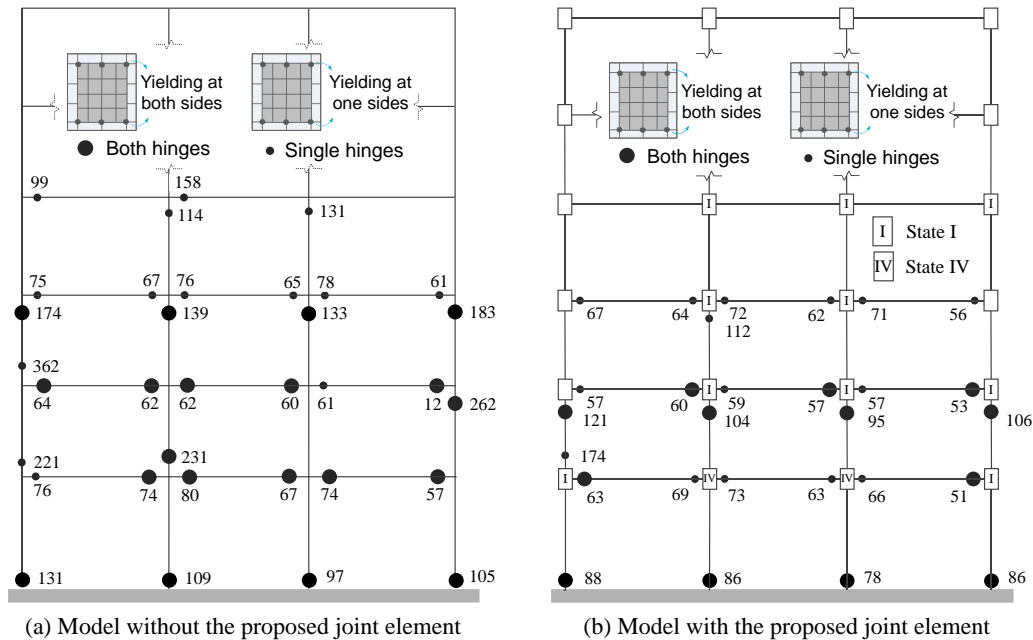 Yielding at
both sides
Yielding at
one sides
Both hinges
Single hinges
99
158
114
131
75
67
76
65
78
61
174
139
133
183
362
64
62
62
60
61
12
262
221
231
76
74
80
67
74
57
131
109
97
105
(a) Model without the proposed joint element
Yielding at
both sides
Yielding at
one sides
Both hinges
Single hinges
I
I
I
I
State I
IV
State IV
I
I
67
64
72
62
71
56
112
I
I
I
57
60
59
57
57
53
121
104
95
106
174
I
IV
IV
I
63
69
73
63
66
51
88
86
78
86
(b) Model with the proposed joint element